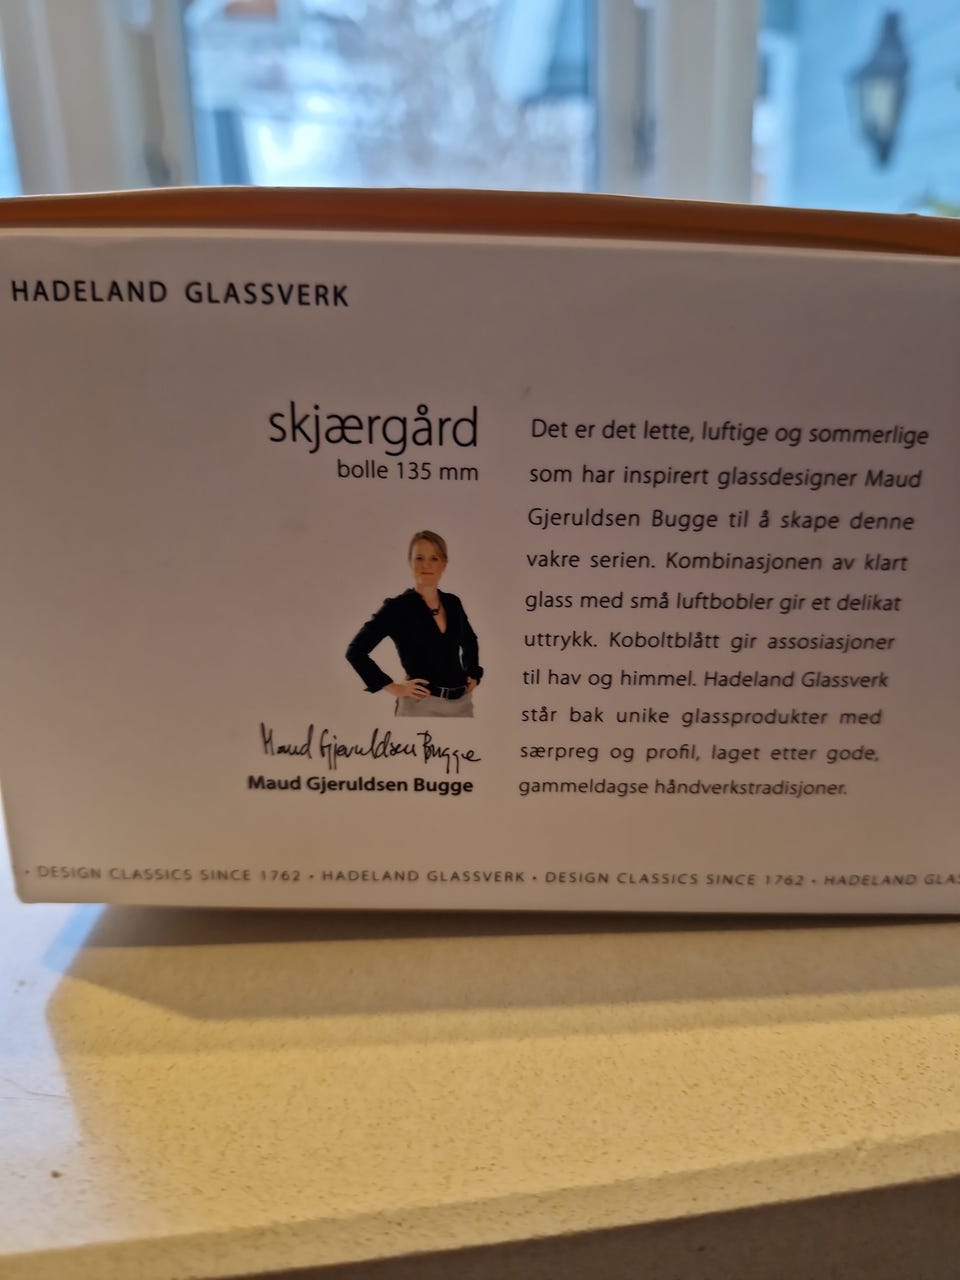 HADELAND GLASSVERK
skjærgård
bolle 135 mm
Maud Gjeruldsen Bugge
Maud Gjeruldsen Bugge
Det er det lette, luftige og sommerlige
som har inspirert glassdesigner Maud
Gjeruldsen Bugge til å skape denne
vakre serien. Kombinasjonen av klart
glass med små luftbobler gir et delikat
uttrykk. Koboltblått gir assosiasjoner
til hav og himmel. Hadeland Glassverk
står bak unike glassprodukter med
særpreg og profil, laget etter gode,
gammeldagse håndverkstradisjoner.
• DESIGN CLASSICS SINCE 1762 • HADELAND GLASSVERK • DESIGN CLASSICS SINCE 1762 • HADELAND GLAS